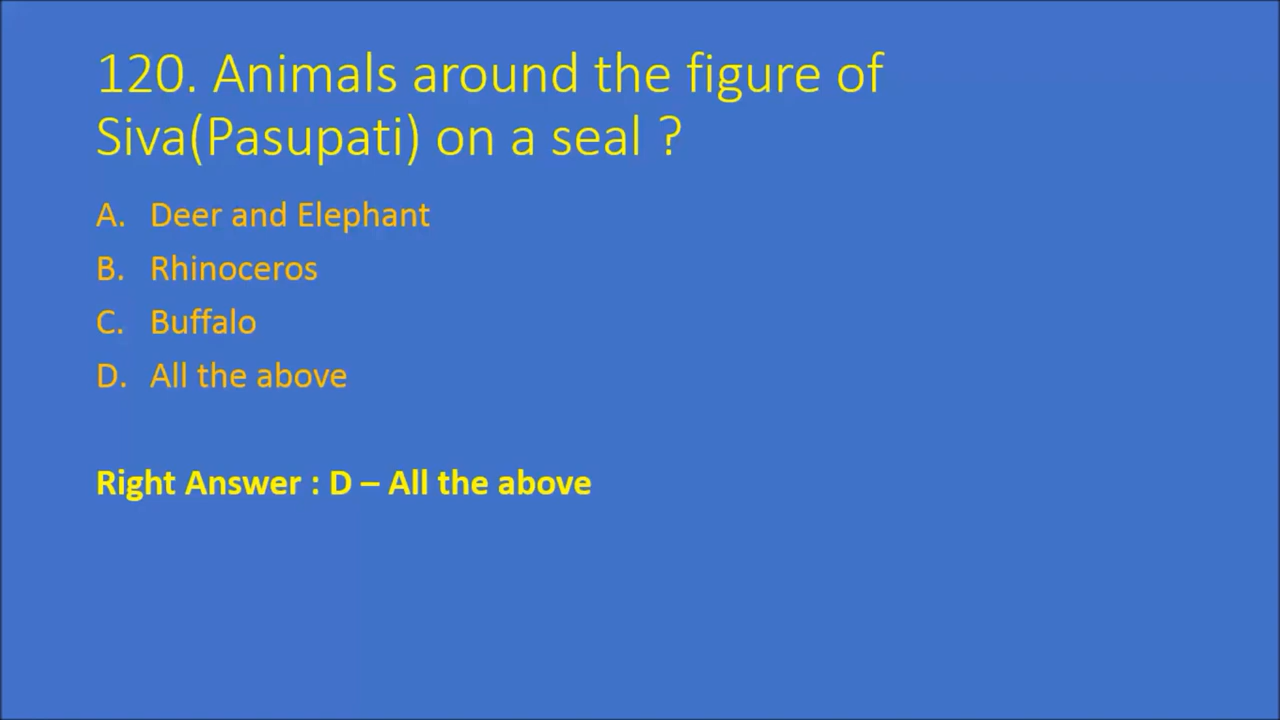 120. Animals around the figure of
Siva(Pasupati) on a seal ?
A. Deer and Elephant
B. Rhinoceros
C. Buffalo
D. All the above
Right Answer : D – All the above